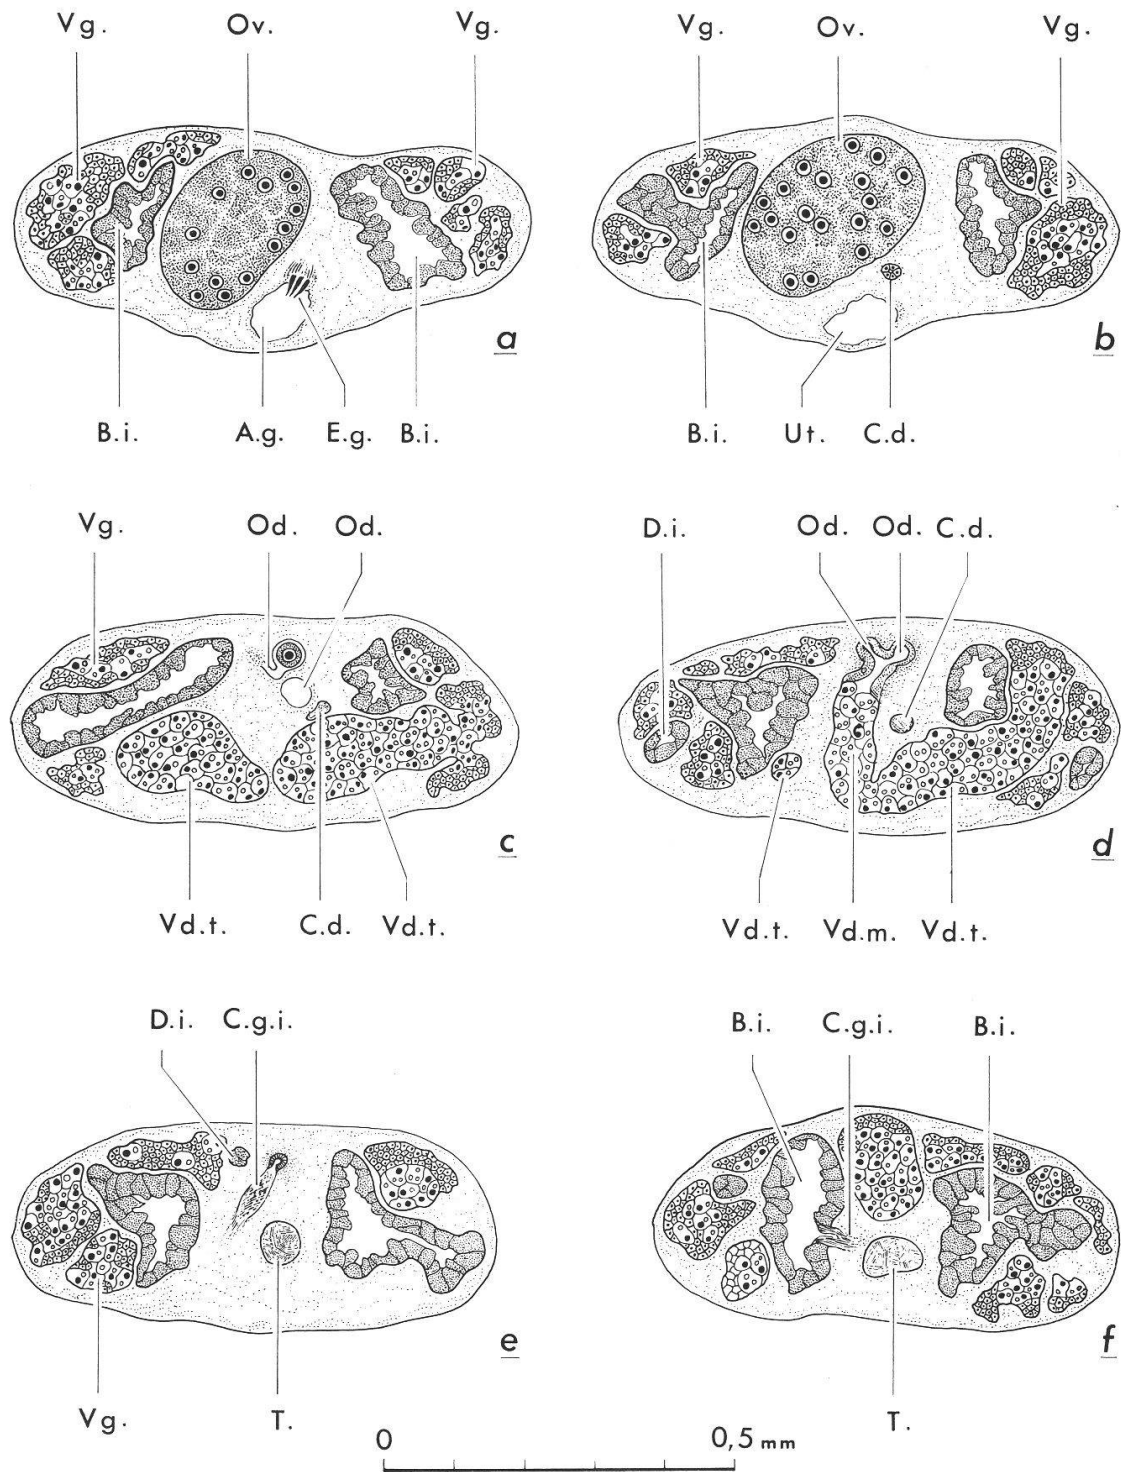 Vg. Ov. Vg.
Vg. Ov. Vg.
a
b
B.i. A.g. E.g. B.i.
B.i. Ut. C.d.
Vg. Od. Od.
D.i. Od. Od. C.d.
c
d
Vd.t. C.d. Vd.t.
Vd.t. Vd.m. Vd.t.
D.i. C.g.i.
B.i. C.g.i. B.i.
e
f
Vg. T.
T.
0 0,5 mm